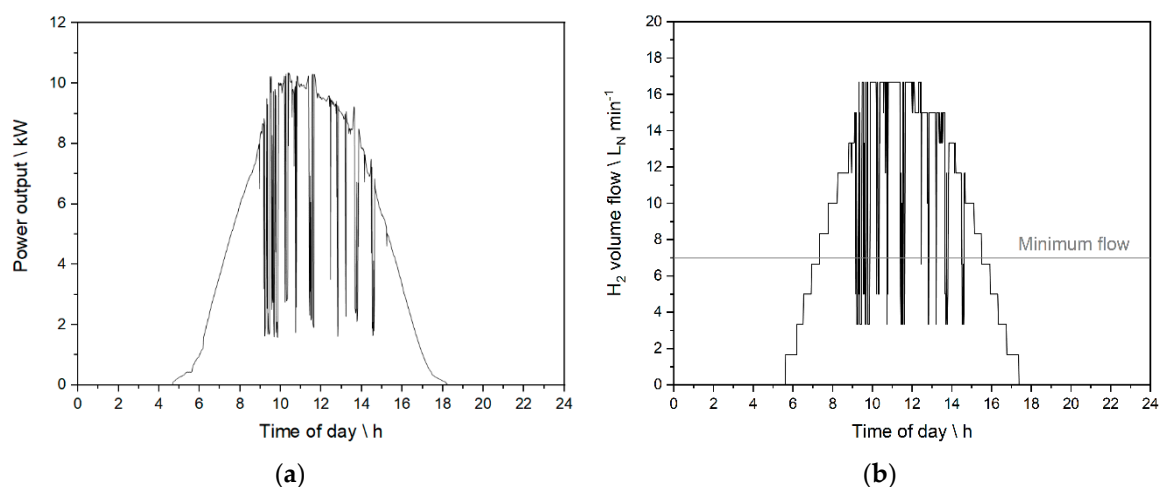 12
10
8
6
4
2
0
Power output \ kW
0 2 4 6 8 10 12 14 16 18 20 22 24
Time of day \ h
(a)
20
18
16
14
12
10
8
6
4
2
0
H₂ volume flow \ L_N min⁻¹
Minimum flow
0 2 4 6 8 10 12 14 16 18 20 22 24
Time of day \ h
(b)